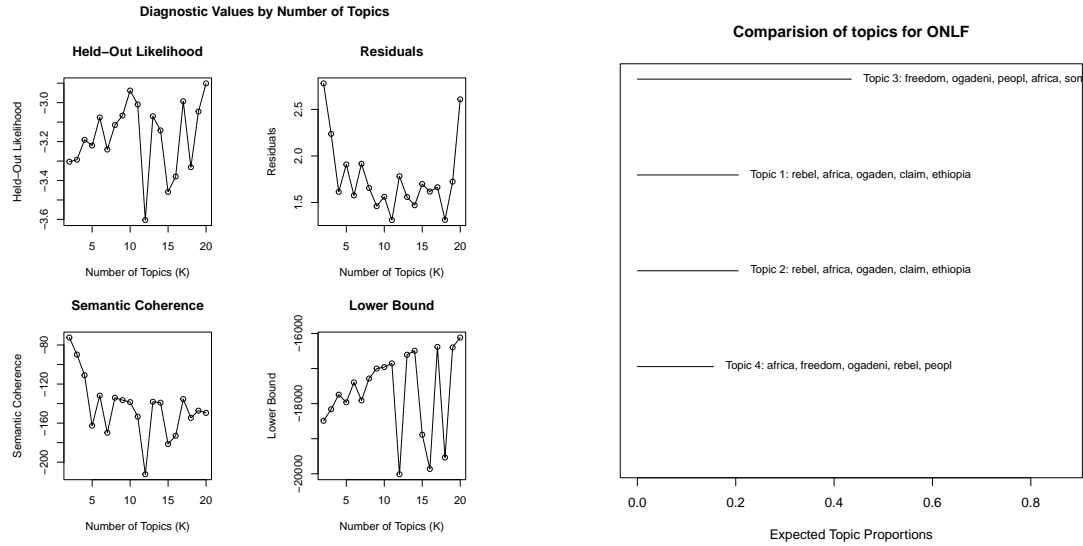 Diagnostic Values by Number of Topics
Held−Out Likelihood
Held−Out Likelihood
−3.0
−3.2
−3.4
−3.6
5 10 15 20
Number of Topics (K)
Residuals
Residuals
2.5
2.0
1.5
5 10 15 20
Number of Topics (K)
Semantic Coherence
Semantic Coherence
−80
−120
−160
−200
5 10 15 20
Number of Topics (K)
Lower Bound
Lower Bound
−16000
−18000
−20000
5 10 15 20
Number of Topics (K)
Comparision of topics for ONLF
Topic 3: freedom, ogadeni, peopl, africa, som
Topic 1: rebel, africa, ogaden, claim, ethiopia
Topic 2: rebel, africa, ogaden, claim, ethiopia
Topic 4: africa, freedom, ogadeni, rebel, peopl
0.0 0.2 0.4 0.6 0.8
Expected Topic Proportions